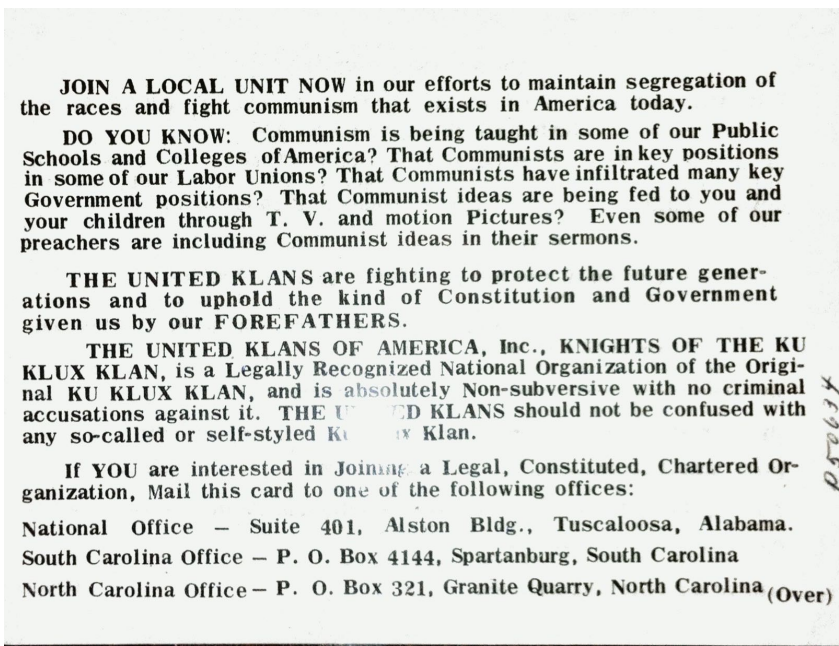 JOIN A LOCAL UNIT NOW in our efforts to maintain segregation of
the races and fight communism that exists in America today.
DO YOU KNOW: Communism is being taught in some of our Public
Schools and Colleges of America? That Communists are in key positions
in some of our Labor Unions? That Communists have infiltrated many key
Government positions? That Communist ideas are being fed to you and
your children through T. V. and motion Pictures? Even some of our
preachers are including Communist ideas in their sermons.
THE UNITED KLANS are fighting to protect the future gener-
ations and to uphold the kind of Constitution and Government
given us by our FOREFATHERS.
THE UNITED KLANS OF AMERICA, Inc., KNIGHTS OF THE KU
KLUX KLAN, is a Legally Recognized National Organization of the Origi-
nal KU KLUX KLAN, and is absolutely Non-subversive with no criminal
accusations against it. THE U ED KLANS should not be confused with
any so-called or self-styled Klan.
If YOU are interested in Joining a Legal, Constituted, Chartered Or-
ganization, Mail this card to one of the following offices:
National Office — Suite 401, Alston Bldg., Tuscaloosa, Alabama.
South Carolina Office — P. O. Box 4144, Spartanburg, South Carolina
North Carolina Office — P. O. Box 321, Granite Quarry, North Carolina
(Over)